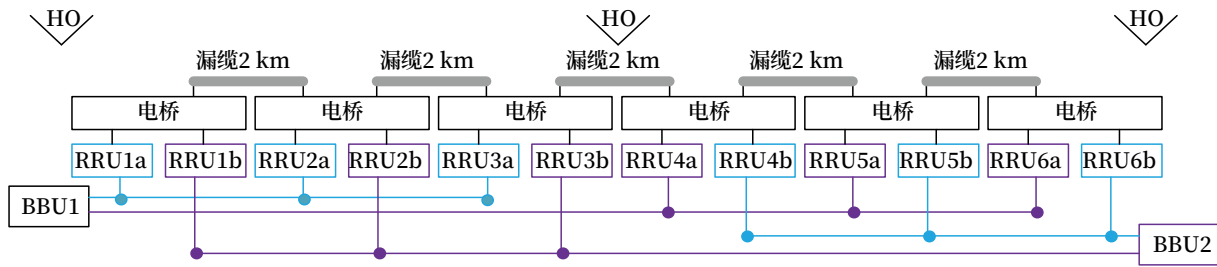 HO HO HO
漏缆2 km 漏缆2 km 漏缆2 km 漏缆2 km 漏缆2 km
电桥 电桥 电桥 电桥 电桥 电桥
RRU1a RRU1b RRU2a RRU2b RRU3a RRU3b RRU4a RRU4b RRU5a RRU5b RRU6a RRU6b
BBU1
BBU2